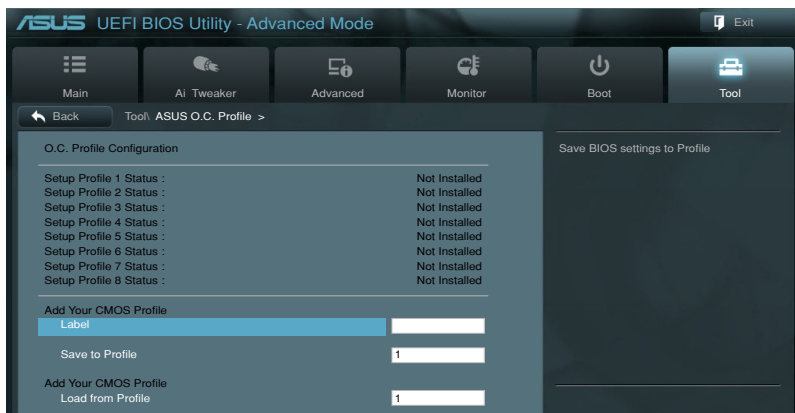 ASUS UEFI BIOS Utility - Advanced Mode
Exit
Main
Ai Tweaker
Advanced
Monitor
Boot
Tool
Back
Tool\ ASUS O.C. Profile >
O.C. Profile Configuration
Save BIOS settings to Profile
Setup Profile 1 Status : Not Installed
Setup Profile 2 Status : Not Installed
Setup Profile 3 Status : Not Installed
Setup Profile 4 Status : Not Installed
Setup Profile 5 Status : Not Installed
Setup Profile 6 Status : Not Installed
Setup Profile 7 Status : Not Installed
Setup Profile 8 Status : Not Installed
Add Your CMOS Profile
Label
Save to Profile 1
Add Your CMOS Profile
Load from Profile 1